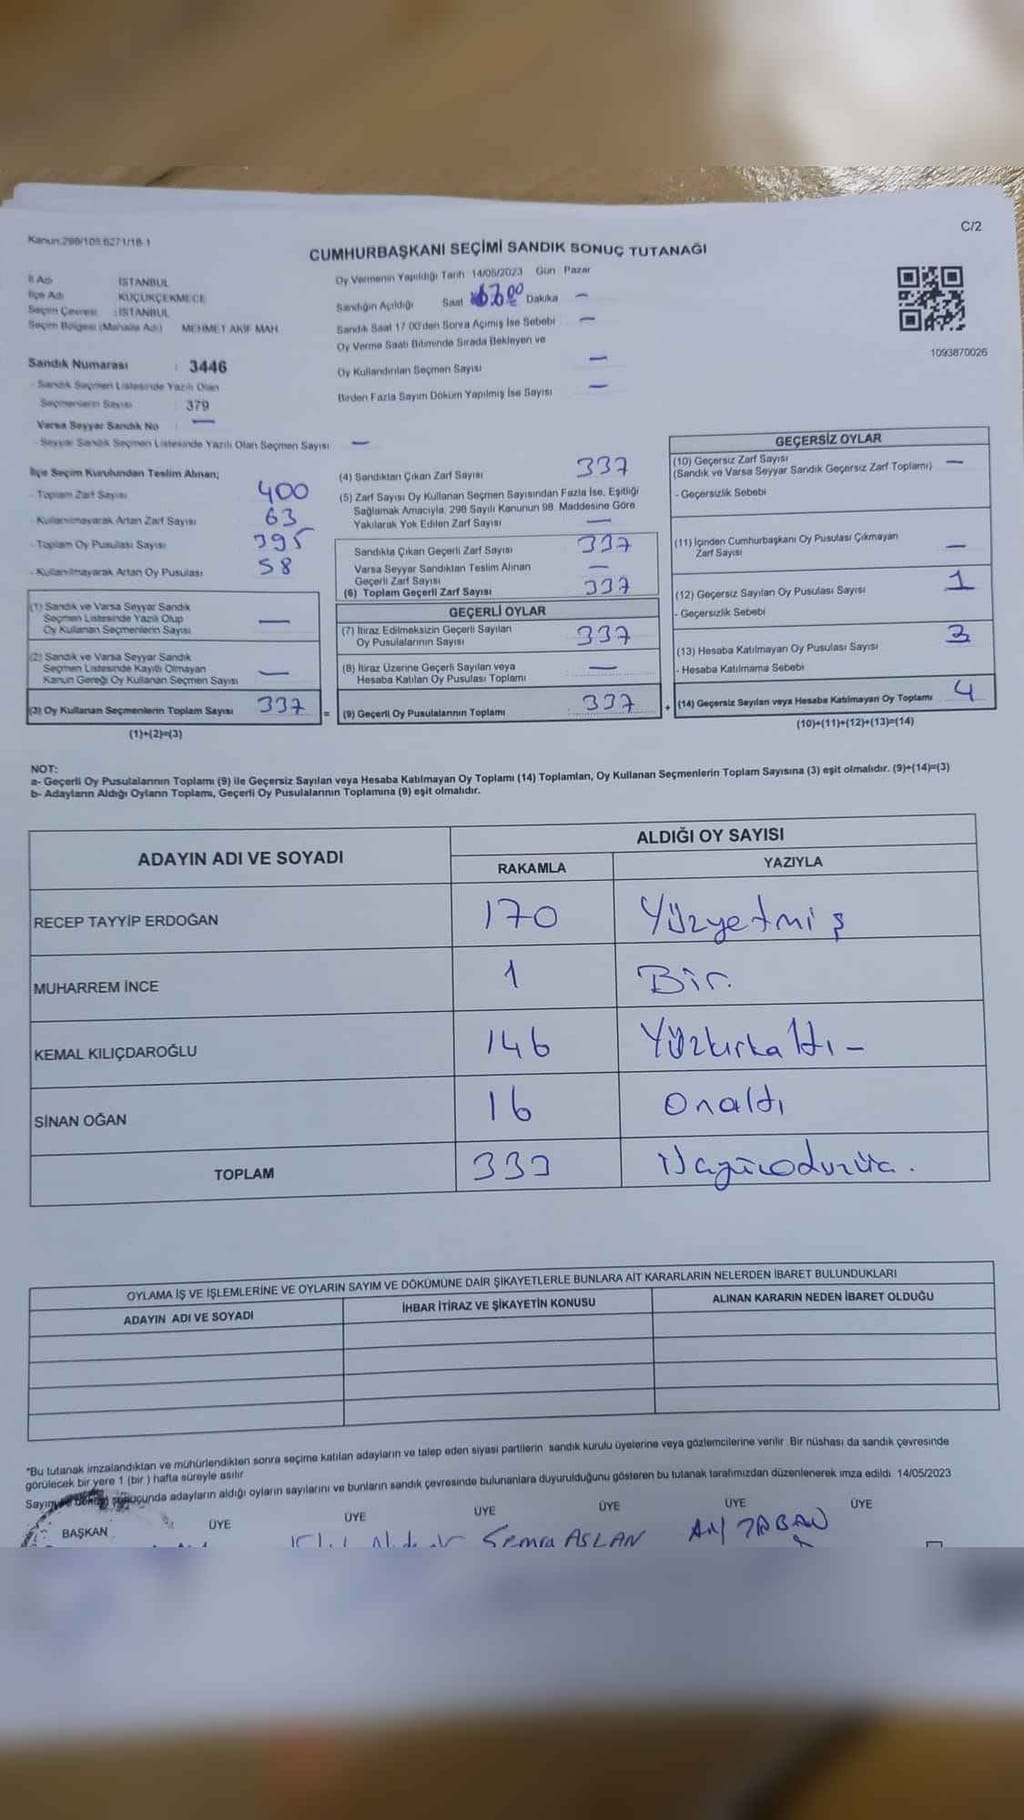 C/2
Kanun:298/105.6271/18-1
CUMHURBAŞKANI SEÇİMİ SANDIK SONUÇ TUTANAĞI
İl Adı İSTANBUL
İlçe Adı KÜÇÜKÇEKMECE
Seçim Çevresi : İSTANBUL
Seçim Bölgesi (Mahalle Adı) MEHMET AKİF MAH.
Sandık Numarası : 3446
- Sandık Seçmen Listesinde Yazılı Olan
Seçmenlerin Sayısı : 379
Varsa Seyyar Sandık No : —
- Seyyar Sandık Seçmen Listesinde Yazılı Olan Seçmen Sayısı —
Oy Vermenin Yapıldığı Tarih 14/05/2023 Gün Pazar
Sandığın Açıldığı Saat Dakika —
Sandık Saat 17.00'den Sonra Açılmış İse Sebebi —
Oy Verme Saati Bitiminde Sırada Bekleyen ve
Oy Kullandırılan Seçmen Sayısı —
Birden Fazla Sayım Döküm Yapılmış İse Sayısı —
1093870026
İlçe Seçim Kurulundan Teslim Alınan;
- Toplam Zarf Sayısı 400
- Kullanılmayarak Artan Zarf Sayısı 63
- Toplam Oy Pusulası Sayısı 395
- Kullanılmayarak Artan Oy Pusulası 58
(1) Sandık ve Varsa Seyyar Sandık
Seçmen Listesinde Yazılı Olup
Oy Kullanan Seçmenlerin Sayısı —
(2) Sandık ve Varsa Seyyar Sandık
Seçmen Listesinde Kayıtlı Olmayan
Kanun Gereği Oy Kullanan Seçmen Sayısı —
(3) Oy Kullanan Seçmenlerin Toplam Sayısı 337 =
(1)+(2)=(3)
(4) Sandıktan Çıkan Zarf Sayısı 337
(5) Zarf Sayısı Oy Kullanan Seçmen Sayısından Fazla İse, Eşitliği
Sağlamak Amacıyla, 298 Sayılı Kanunun 98. Maddesine Göre
Yakılarak Yok Edilen Zarf Sayısı —
Sandıkta Çıkan Geçerli Zarf Sayısı 337
Varsa Seyyar Sandıktan Teslim Alınan
Geçerli Zarf Sayısı —
(6) Toplam Geçerli Zarf Sayısı 337
GEÇERLİ OYLAR
(7) İtiraz Edilmeksizin Geçerli Sayılan
Oy Pusulalarının Sayısı 337
(8) İtiraz Üzerine Geçerli Sayılan veya
Hesaba Katılan Oy Pusulası Toplamı —
(9) Geçerli Oy Pusulalarının Toplamı 337 +
GEÇERSİZ OYLAR
(10) Geçersiz Zarf Sayısı
(Sandık ve Varsa Seyyar Sandık Geçersiz Zarf Toplamı) —
- Geçersizlik Sebebi
(11) İçinden Cumhurbaşkanı Oy Pusulası Çıkmayan
Zarf Sayısı —
(12) Geçersiz Sayılan Oy Pusulası Sayısı 1
- Geçersizlik Sebebi
(13) Hesaba Katılmayan Oy Pusulası Sayısı 3
- Hesaba Katılmama Sebebi
(14) Geçersiz Sayılan veya Hesaba Katılmayan Oy Toplamı 4
(10)+(11)+(12)+(13)=(14)
NOT:
a- Geçerli Oy Pusulalarının Toplamı (9) ile Geçersiz Sayılan veya Hesaba Katılmayan Oy Toplamı (14) Toplamları, Oy Kullanan Seçmenlerin Toplam Sayısına (3) eşit olmalıdır. (9)+(14)=(3)
b- Adayların Aldığı Oyların Toplamı, Geçerli Oy Pusulalarının Toplamına (9) eşit olmalıdır.
ADAYIN ADI VE SOYADI
ALDIĞI OY SAYISI
RAKAMLA YAZIYLA
RECEP TAYYİP ERDOĞAN 170 Yüzyetmiş
MUHARREM İNCE 1 Bir.
KEMAL KILIÇDAROĞLU 146 Yüzkırkaltı -
SİNAN OĞAN 16 Onaltı
TOPLAM 333
OYLAMA İŞ VE İŞLEMLERİNE VE OYLARIN SAYIM VE DÖKÜMÜNE DAİR ŞİKAYETLERLE BUNLARA AİT KARARLARIN NELERDEN İBARET BULUNDUKLARI
ADAYIN ADI VE SOYADI İHBAR İTİRAZ VE ŞİKAYETİN KONUSU ALINAN KARARIN NEDEN İBARET OLDUĞU
*Bu tutanak imzalandıktan ve mühürlendikten sonra seçime katılan adayların ve talep eden siyasi partilerin sandık kurulu üyelerine veya gözlemcilerine verilir. Bir nüshası da sandık çevresinde
görülecek bir yere 1 (bir) hafta süreyle asılır.
Sayım ve döküm sonuçunda adayların aldığı oyların sayılarını ve bunların sandık çevresinde bulunanlara duyurulduğunu gösteren bu tutanak tarafımızdan düzenlenerek imza edildi. 14/05/2023
BAŞKAN ÜYE ÜYE ÜYE ÜYE ÜYE ÜYE
Semra ASLAN TABAN